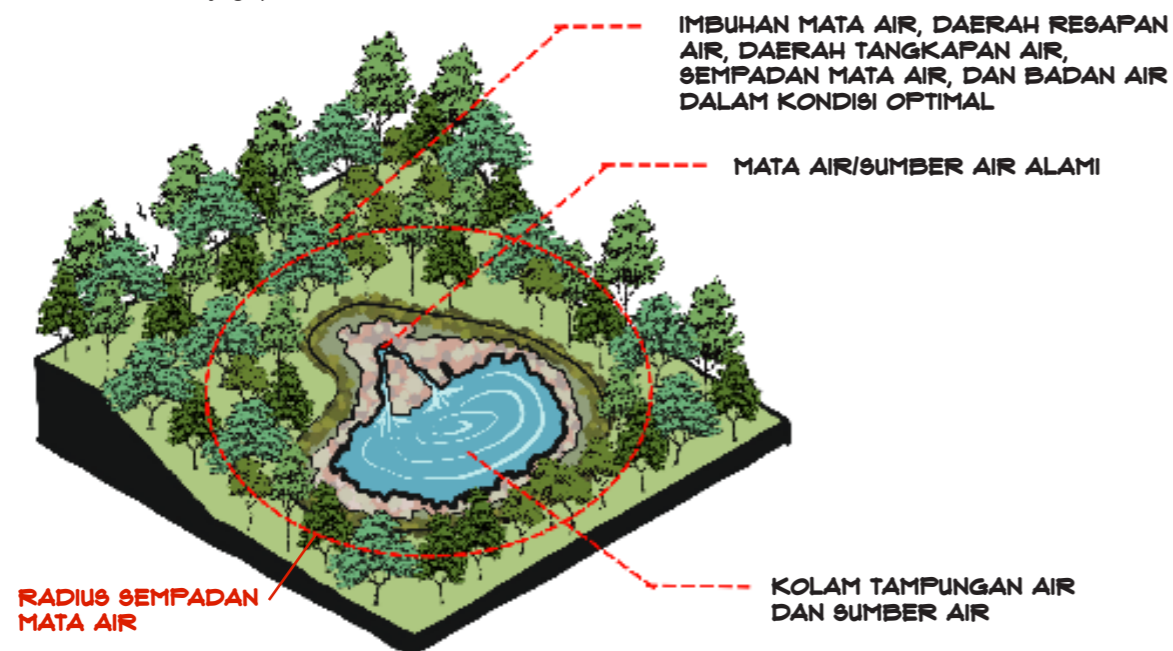 IMBUHAN MATA AIR, DAERAH RESAPAN
AIR, DAERAH TANGKAPAN AIR,
SEMPADAN MATA AIR, DAN BADAN AIR
DALAM KONDISI OPTIMAL
MATA AIR/SUMBER AIR ALAMI
RADIUS SEMPADAN
MATA AIR
KOLAM TAMPUNGAN AIR
DAN SUMBER AIR